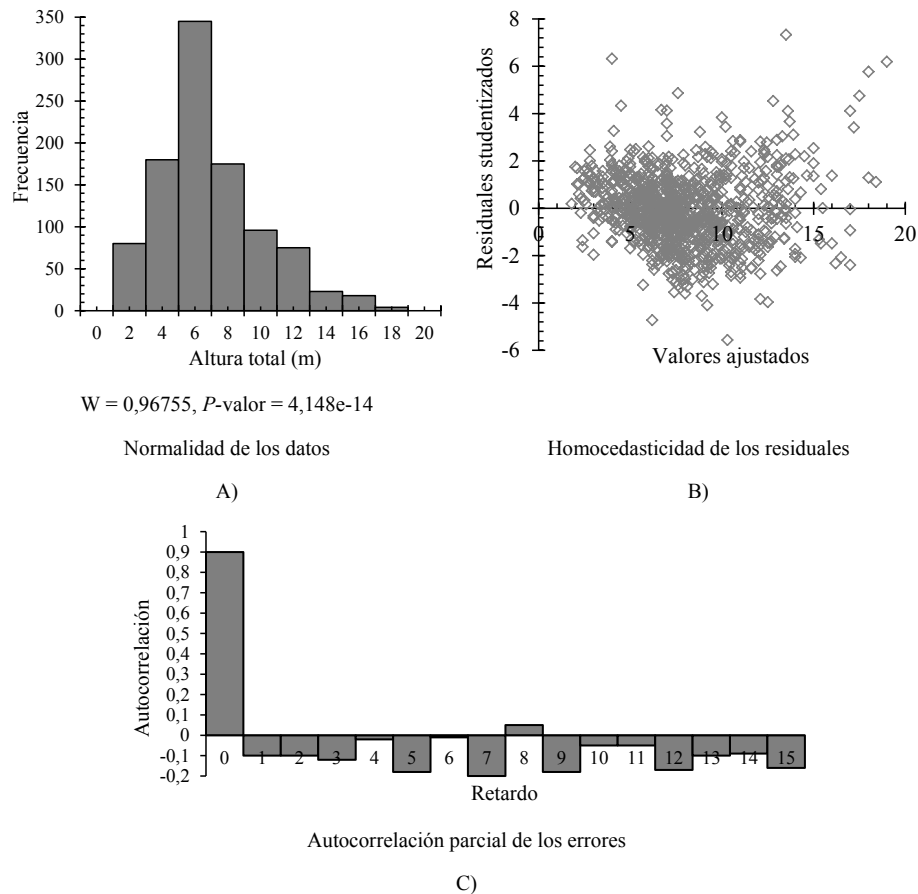 350
300
250
200
150
100
50
0
Frecuencia
0 2 4 6 8 10 12 14 16 18 20
Altura total (m)
W = 0,96755, P-valor = 4,148e-14
Normalidad de los datos
A)
8
6
4
2
0
-2
-4
-6
Residuales studentizados
0 5 10 15 20
Valores ajustados
Homocedasticidad de los residuales
B)
1
0,9
0,8
0,7
0,6
0,5
0,4
0,3
0,2
0,1
0
-0,1
-0,2
Autocorrelación
0 1 2 3 4 5 6 7 8 9 10 11 12 13 14 15
Retardo
Autocorrelación parcial de los errores
C)